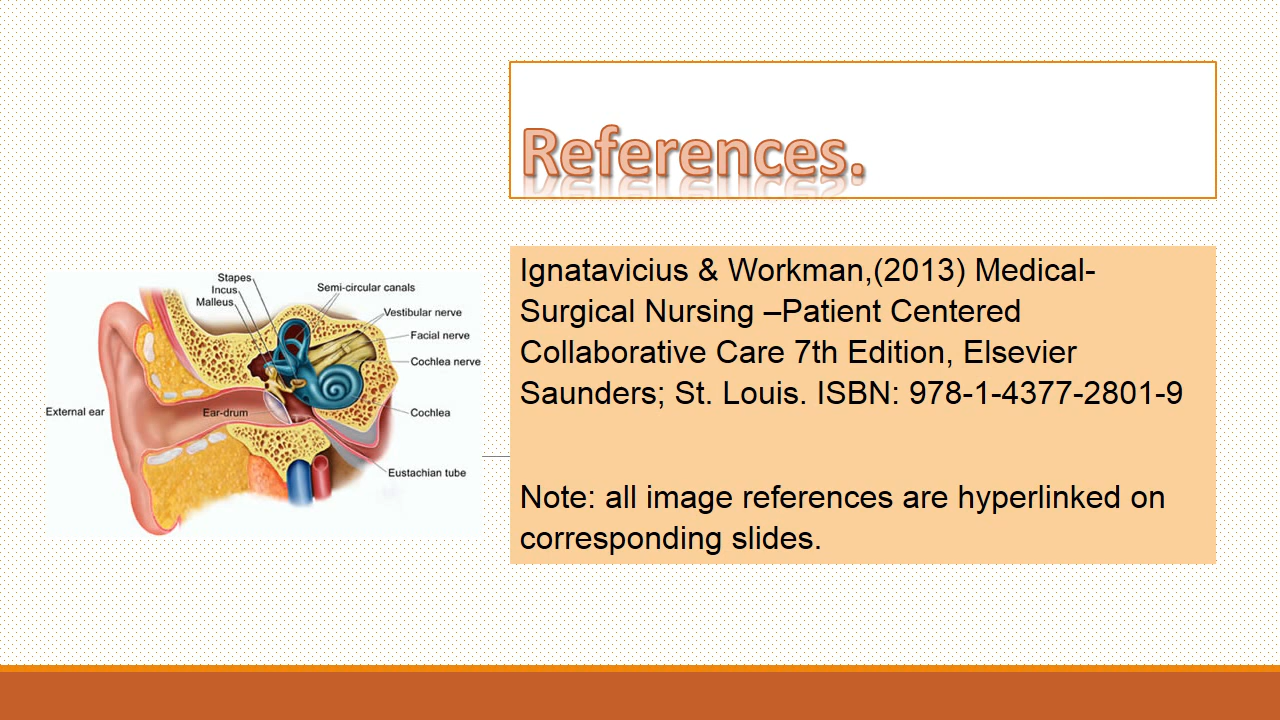 References.
Ignatavicius & Workman,(2013) Medical-
Surgical Nursing –Patient Centered
Collaborative Care 7th Edition, Elsevier
Saunders; St. Louis. ISBN: 978-1-4377-2801-9
Note: all image references are hyperlinked on
corresponding slides.
Stapes
Incus
Malleus
Semi-circular canals
Vestibular nerve
Facial nerve
Cochlea nerve
External ear
Ear-drum
Cochlea
Eustachian tube